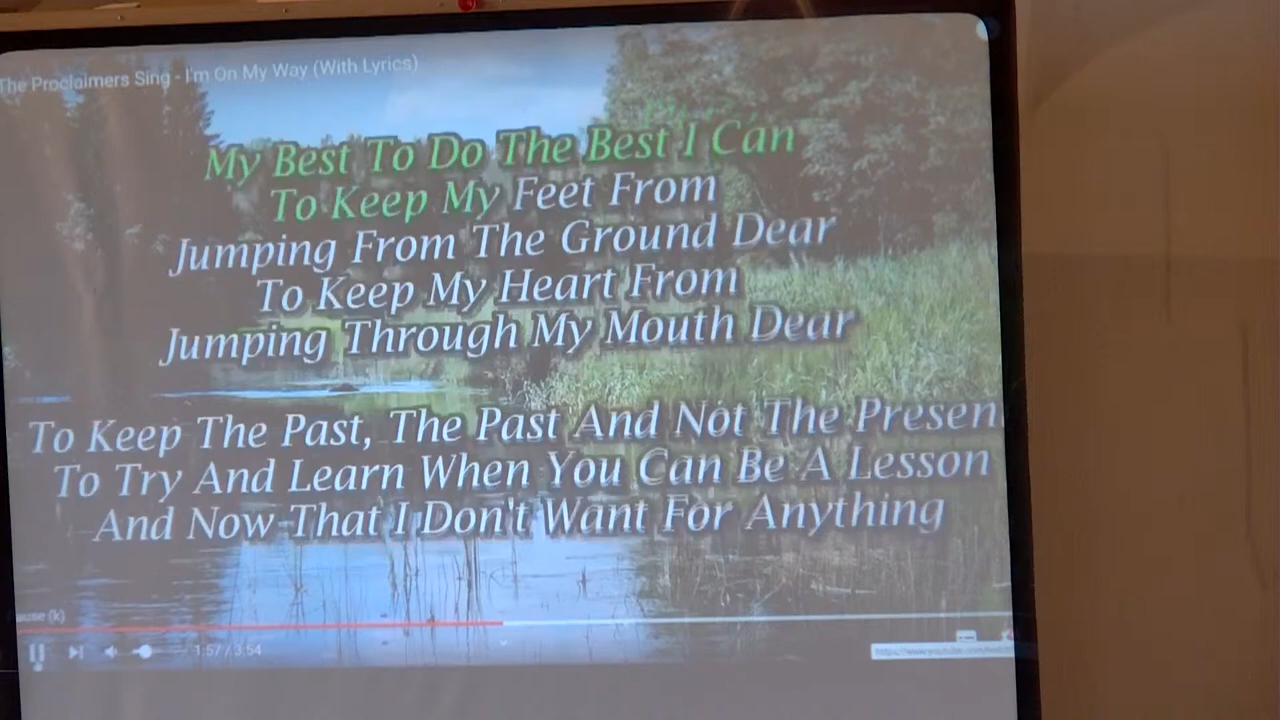 The Proclaimers Sing - I'm On My Way (With Lyrics)
My Best To Do The Best I Can
To Keep My Feet From
Jumping From The Ground Dear
To Keep My Heart From
Jumping Through My Mouth Dear
To Keep The Past, The Past And Not The Presen
To Try And Learn When You Can Be A Lesson
And Now That I Don't Want For Anything
(k)
1:57 / 3:54